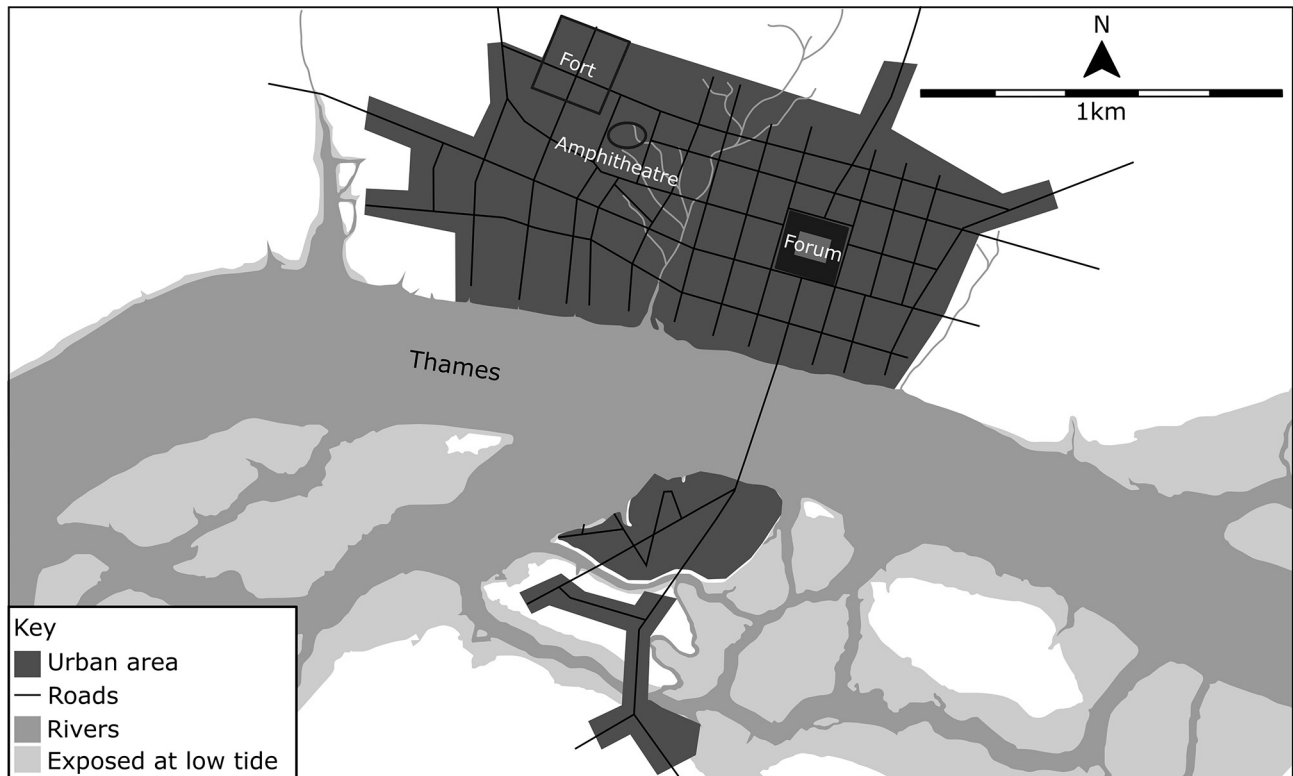 N
1km
Fort
Amphitheatre
Forum
Thames
Key
Urban area
Roads
Rivers
Exposed at low tide